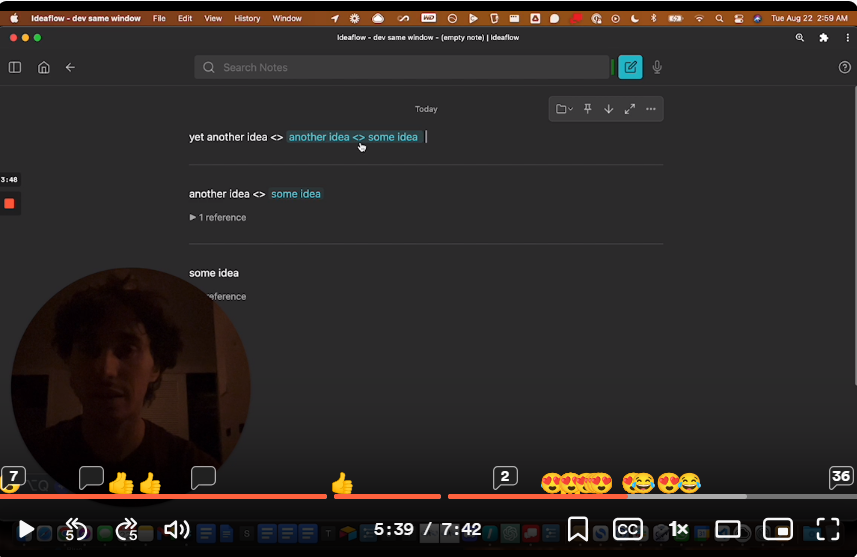 Ideaflow - dev same window File Edit View History Window Tue Aug 22 2:59 AM
Ideaflow - dev same window - (empty note) | Ideaflow
Search Notes
Today
yet another idea <> another idea <> some idea
3:48
another idea <> some idea
1 reference
some idea
reference
7 2 36
5 5 5:39 / 7:42 CC 1x